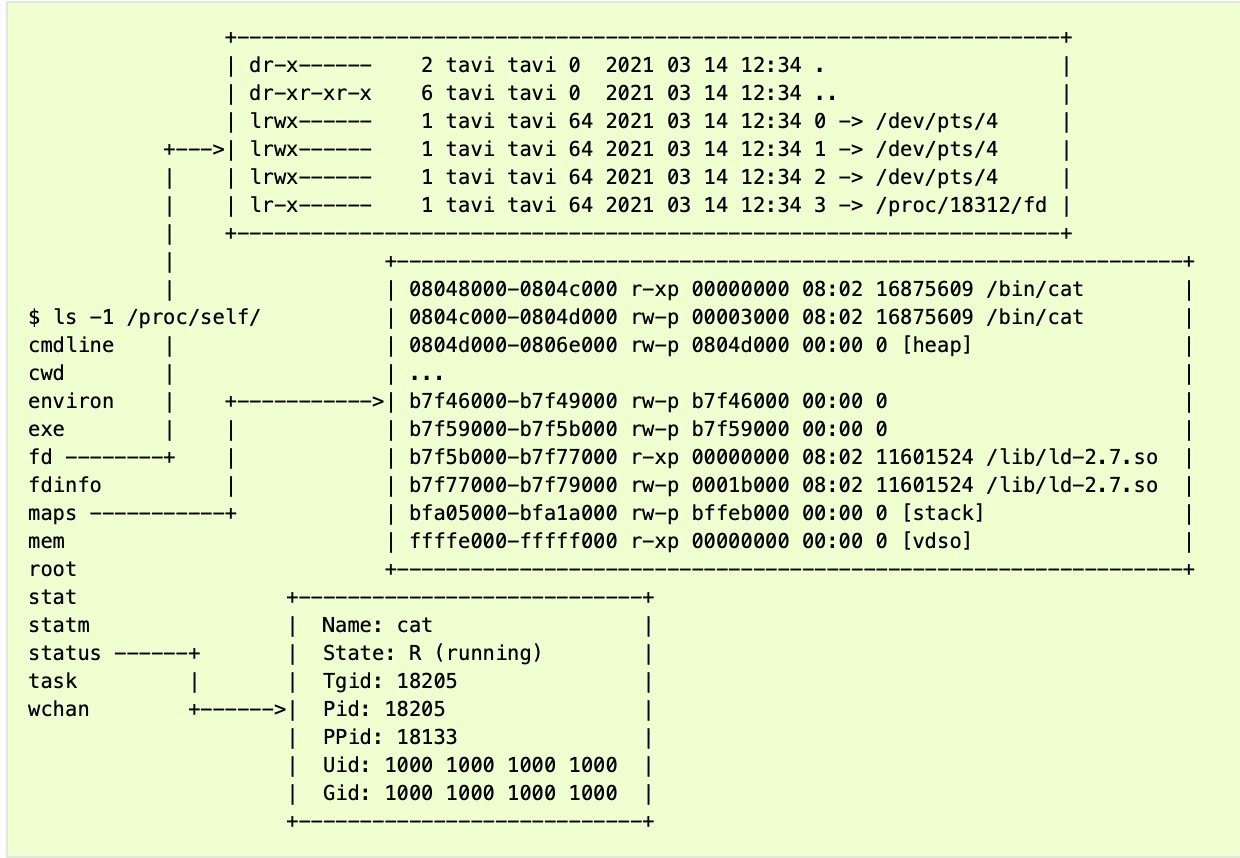 +-------------------------------------------------------------------+
                | dr-x------    2 tavi tavi 0  2021 03 14 12:34 .                   |
                | dr-xr-xr-x    6 tavi tavi 0  2021 03 14 12:34 ..                  |
                | lrwx------    1 tavi tavi 64 2021 03 14 12:34 0 -> /dev/pts/4     |
           +--->| lrwx------    1 tavi tavi 64 2021 03 14 12:34 1 -> /dev/pts/4     |
           |    | lrwx------    1 tavi tavi 64 2021 03 14 12:34 2 -> /dev/pts/4     |
           |    | lr-x------    1 tavi tavi 64 2021 03 14 12:34 3 -> /proc/18312/fd |
           |    +-------------------------------------------------------------------+
           |                 +----------------------------------------------------------------+
           |                 | 08048000-0804c000 r-xp 00000000 08:02 16875609 /bin/cat        |
$ ls -1 /proc/self/          | 0804c000-0804d000 rw-p 00003000 08:02 16875609 /bin/cat        |
cmdline    |                 | 0804d000-0806e000 rw-p 0804d000 00:00 0 [heap]                 |
cwd        |                 | ...                                                            |
environ    |    +----------->| b7f46000-b7f49000 rw-p b7f46000 00:00 0                        |
exe        |    |            | b7f59000-b7f5b000 rw-p b7f59000 00:00 0                        |
fd --------+    |            | b7f5b000-b7f77000 r-xp 00000000 08:02 11601524 /lib/ld-2.7.so  |
fdinfo          |            | b7f77000-b7f79000 rw-p 0001b000 08:02 11601524 /lib/ld-2.7.so  |
maps -----------+            | bfa05000-bfa1a000 rw-p bffeb000 00:00 0 [stack]                |
mem                          | ffffe000-fffff000 r-xp 00000000 00:00 0 [vdso]                 |
root                         +----------------------------------------------------------------+
stat                 +----------------------------+
statm                |  Name: cat                 |
status ------+       |  State: R (running)        |
task         |       |  Tgid: 18205               |
wchan        +------>|  Pid: 18205                |
                     |  PPid: 18133               |
                     |  Uid: 1000 1000 1000 1000  |
                     |  Gid: 1000 1000 1000 1000  |
                     +----------------------------+